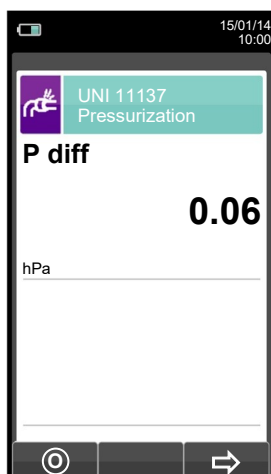 15/01/14
10:00
UNI 11137
Pressurization
P diff
0.06
hPa